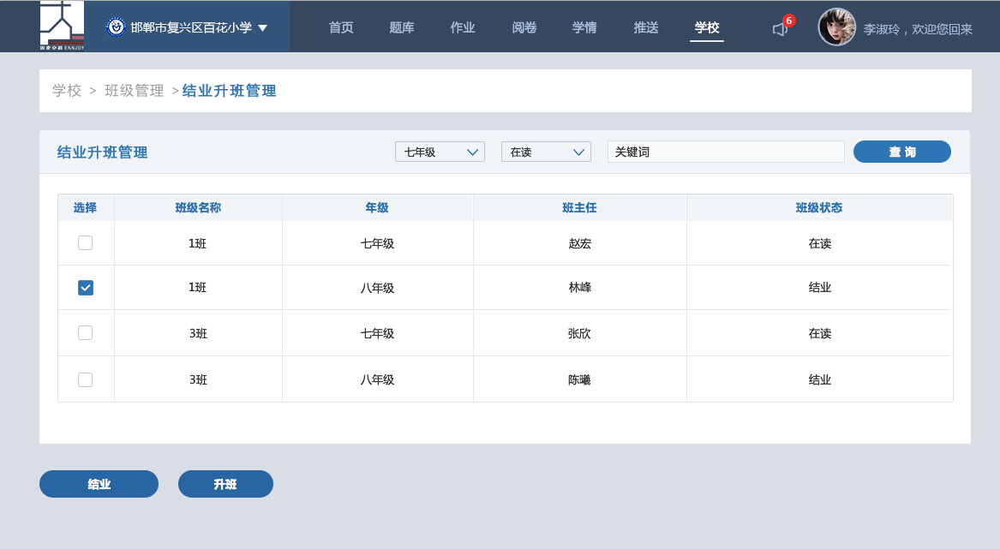 邯郸市复兴区百花小学 首页 题库 作业 阅卷 学情 推送 学校 6 李淑玲，欢迎您回来
学校 > 班级管理 >结业升班管理
结业升班管理 七年级 在读 关键词 查 询
选择 班级名称 年级 班主任 班级状态
1班 七年级 赵宏 在读
1班 八年级 林峰 结业
3班 七年级 张欣 在读
3班 八年级 陈曦 结业
结业 升班